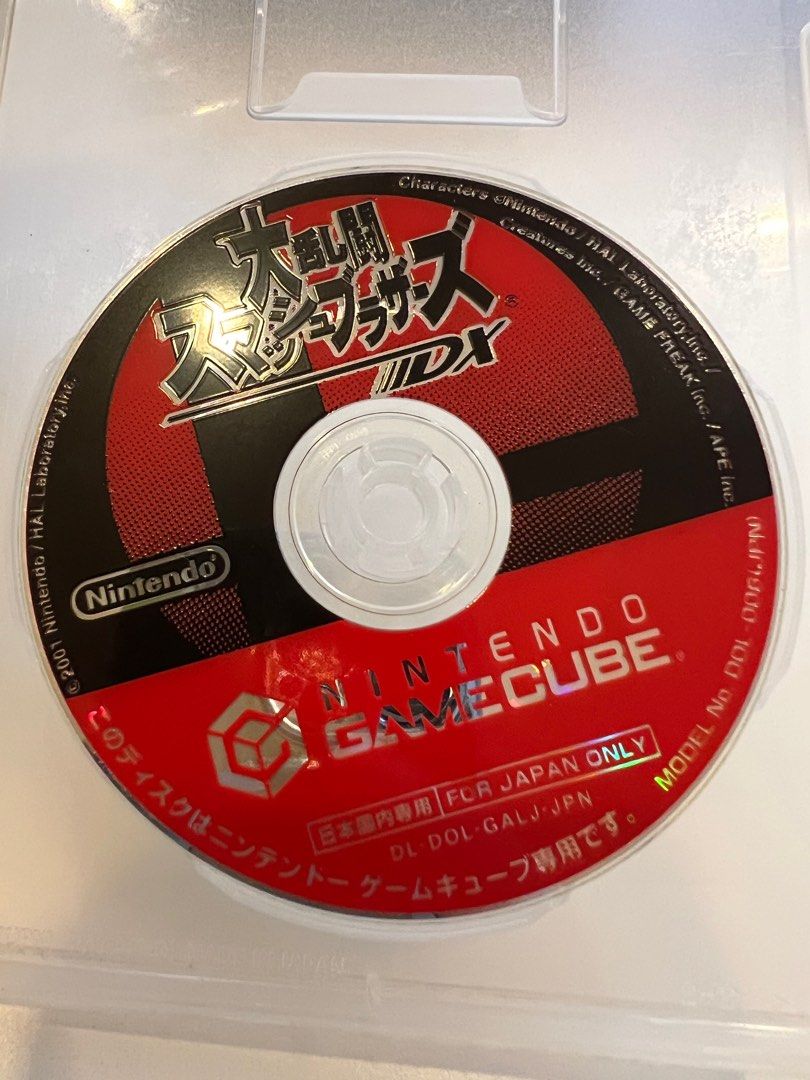 大乱闘
スマッシュブラザーズ®
DX
Characters ©Nintendo / HAL Laboratory, Inc. /
Creatures Inc. / GAME FREAK inc. / APE inc.
©2001 Nintendo / HAL Laboratory, Inc.
Nintendo
NINTENDO
GAMECUBE®
日本国内専用 FOR JAPAN ONLY
DL-DOL-GALJ-JPN
このディスクはニンテンドー ゲームキューブ専用です。
MODEL No. DOL-006(JPN)